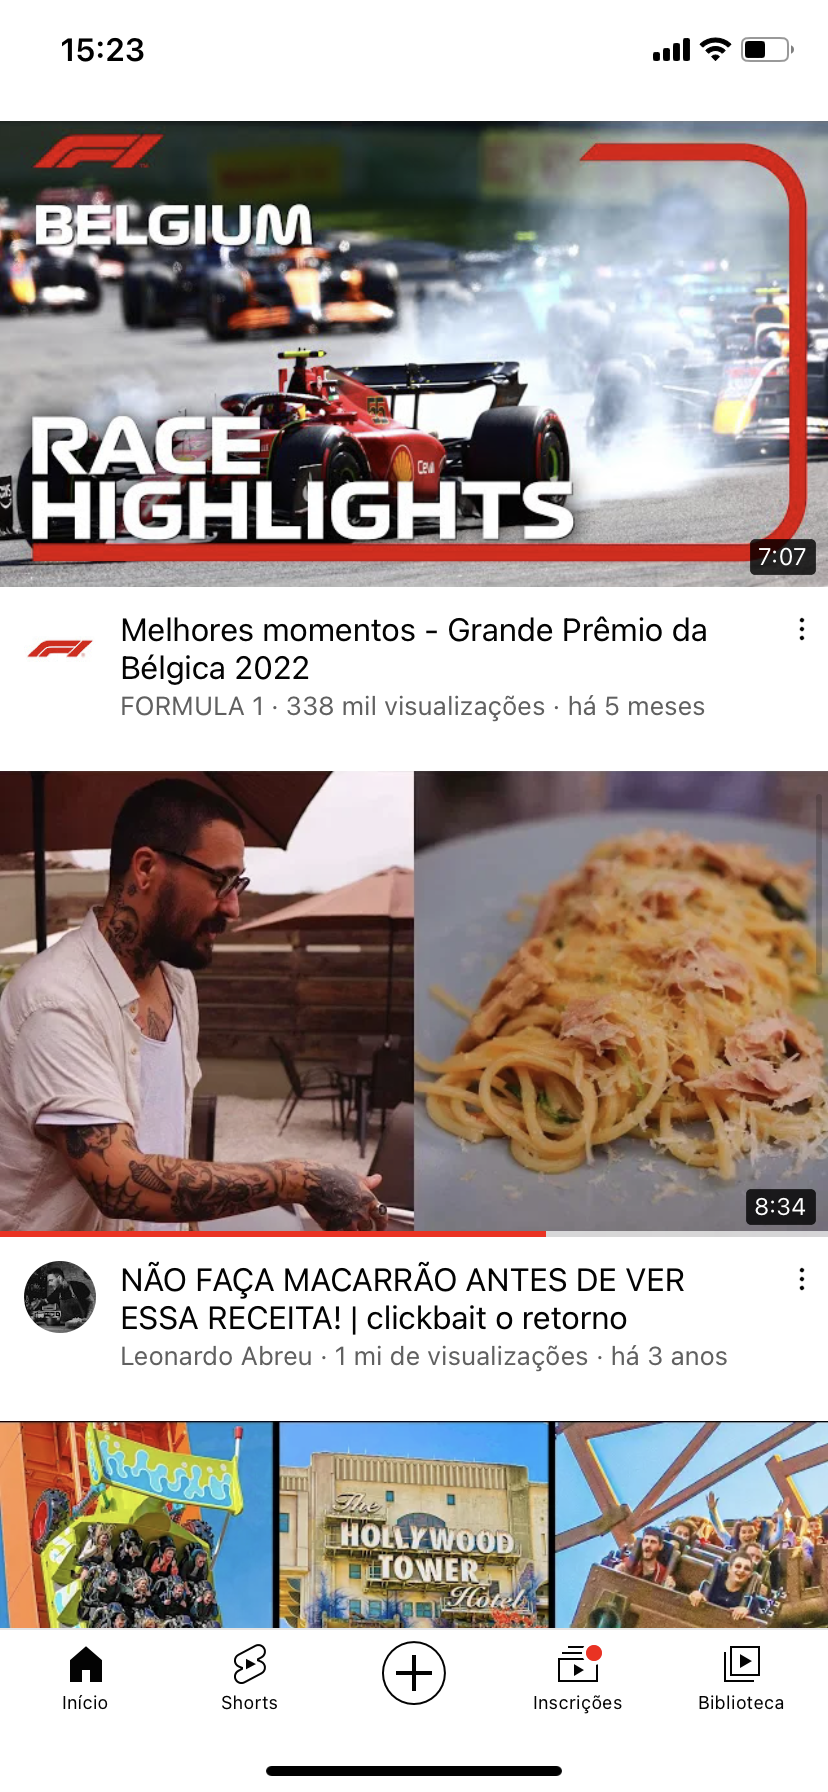 15:23
F1
BELGIUM
RACE
HIGHLIGHTS
7:07
Melhores momentos - Grande Prêmio da
Bélgica 2022
FORMULA 1 · 338 mil visualizações · há 5 meses
8:34
NÃO FAÇA MACARRÃO ANTES DE VER
ESSA RECEITA! | clickbait o retorno
Leonardo Abreu · 1 mi de visualizações · há 3 anos
The
HOLLYWOOD
TOWER
Hotel
Início
Shorts
Inscrições
Biblioteca